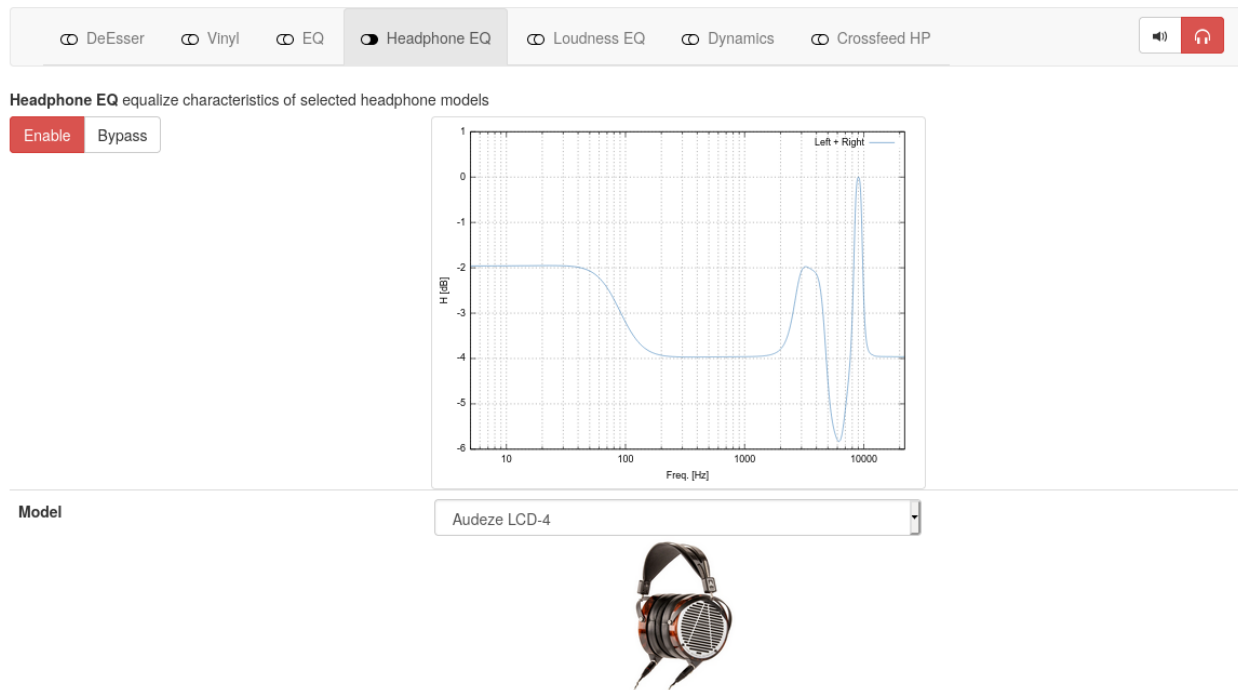 DeEsser Vinyl EQ Headphone EQ Loudness EQ Dynamics Crossfeed HP
Headphone EQ equalize characteristics of selected headphone models
Enable Bypass
1
Left + Right
0
-1
-2
H [dB]
-3
-4
-5
-6
10 100 1000 10000
Freq. [Hz]
Model
Audeze LCD-4